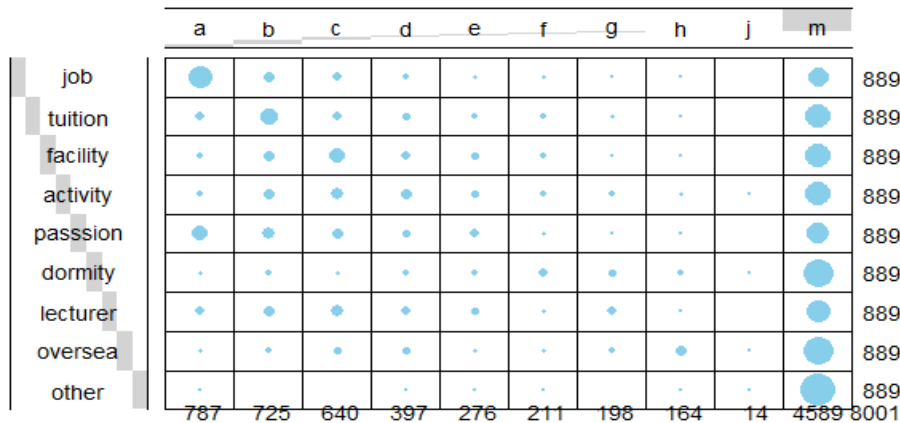 a b c d e f g h j m
job 889
tuition 889
facility 889
activity 889
passsion 889
dormity 889
lecturer 889
oversea 889
other 889
787 725 640 397 276 211 198 164 14 4589 8001